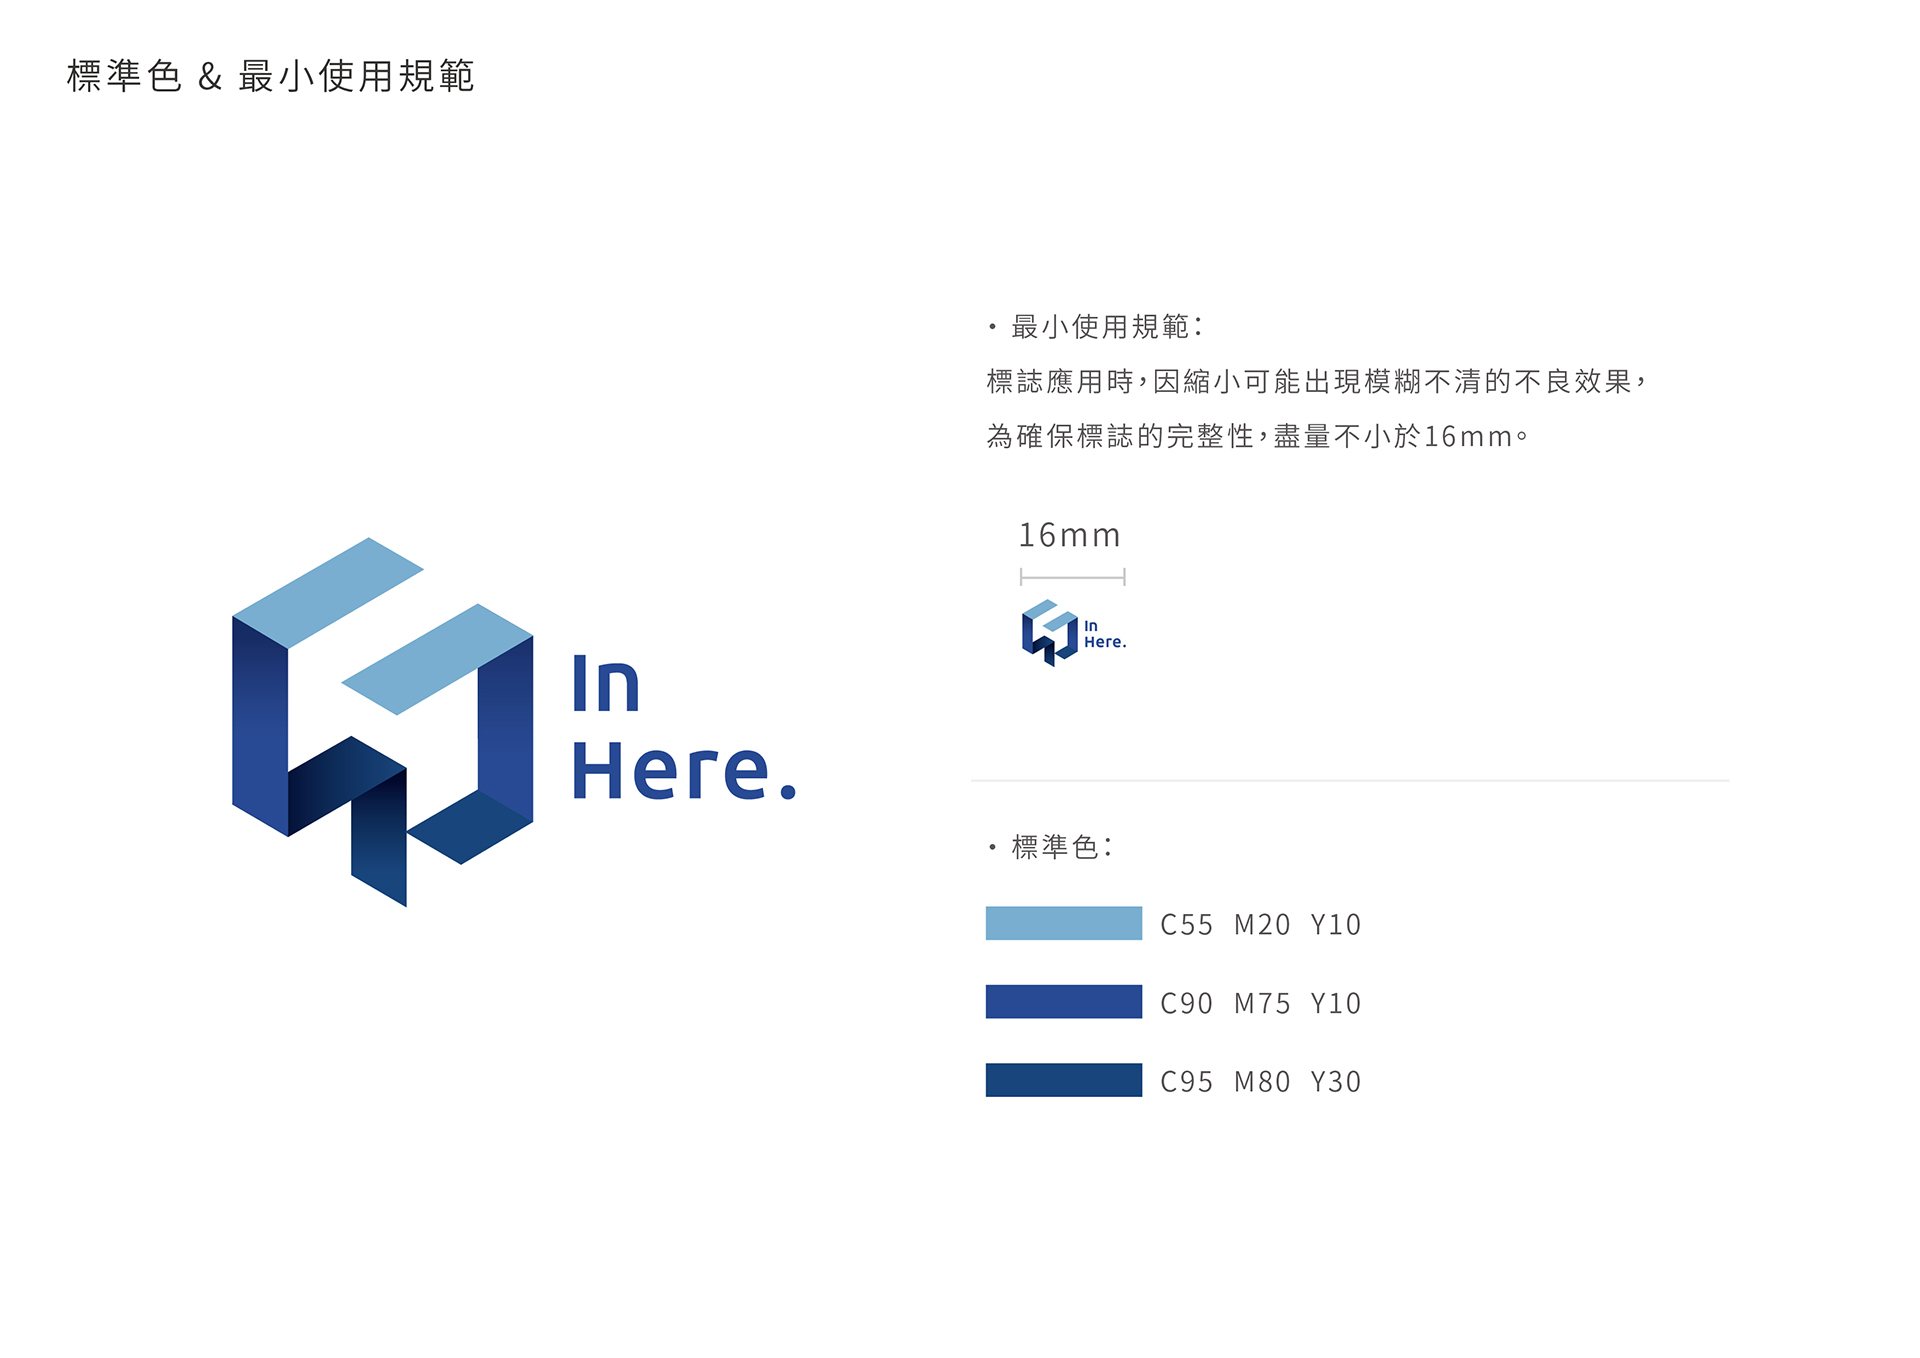 標準色 & 最小使用規範
In
Here.
・最小使用規範：
標誌應用時，因縮小可能出現模糊不清的不良效果，
為確保標誌的完整性，盡量不小於16mm。
16mm
In
Here.
・標準色：
C55 M20 Y10
C90 M75 Y10
C95 M80 Y30